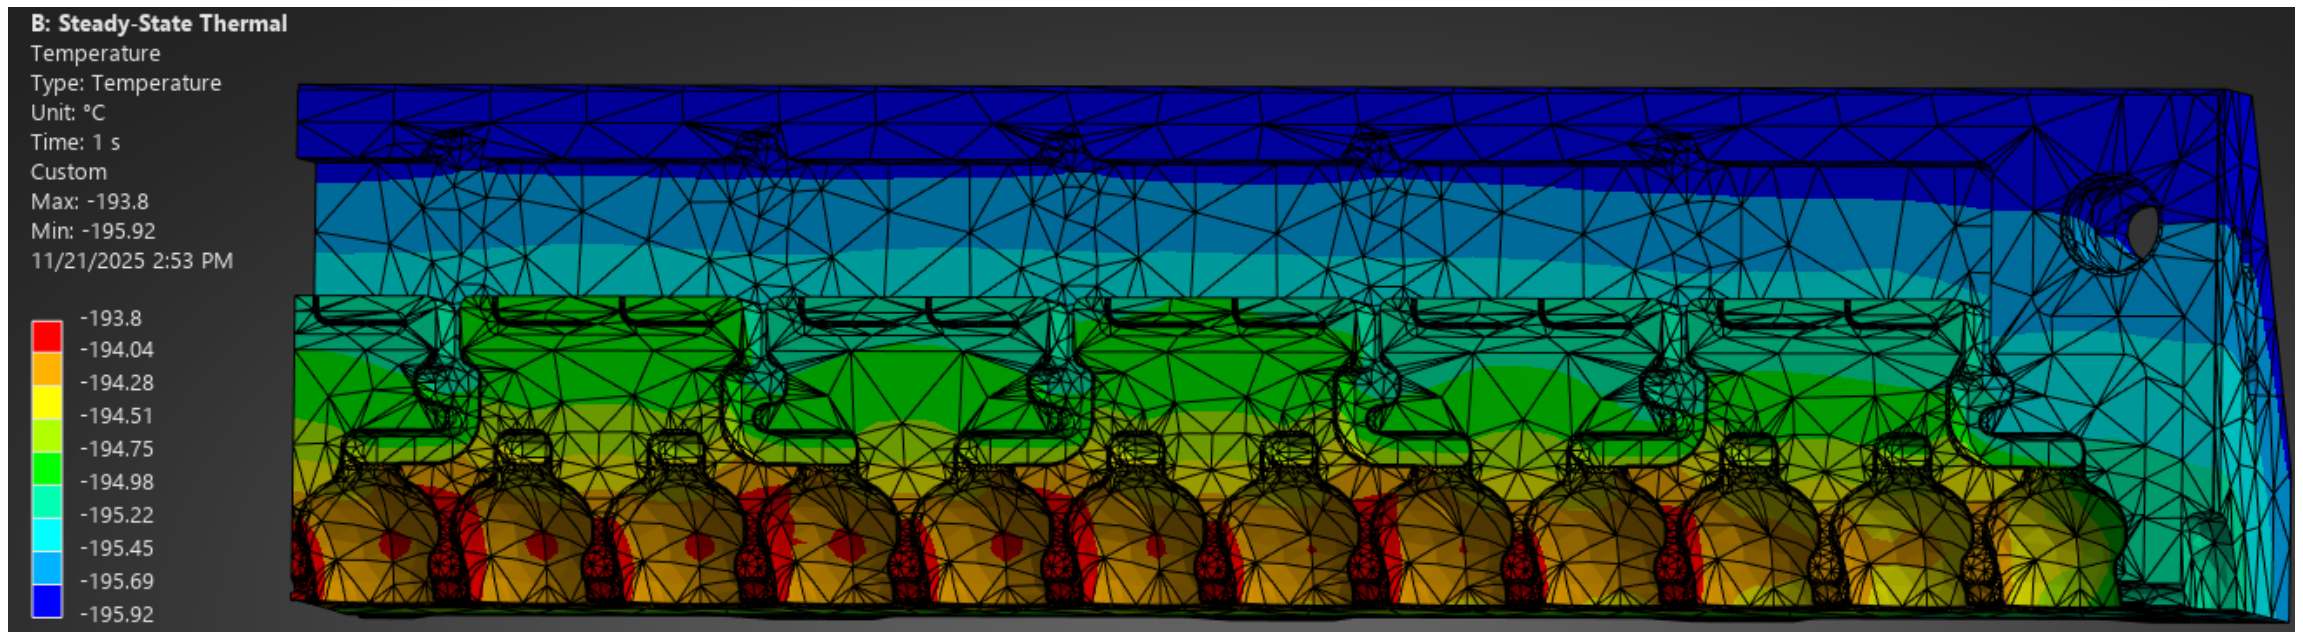 B: Steady-State Thermal
Temperature
Type: Temperature
Unit: °C
Time: 1 s
Custom
Max: -193.8
Min: -195.92
11/21/2025 2:53 PM
-193.8
-194.04
-194.28
-194.51
-194.75
-194.98
-195.22
-195.45
-195.69
-195.92